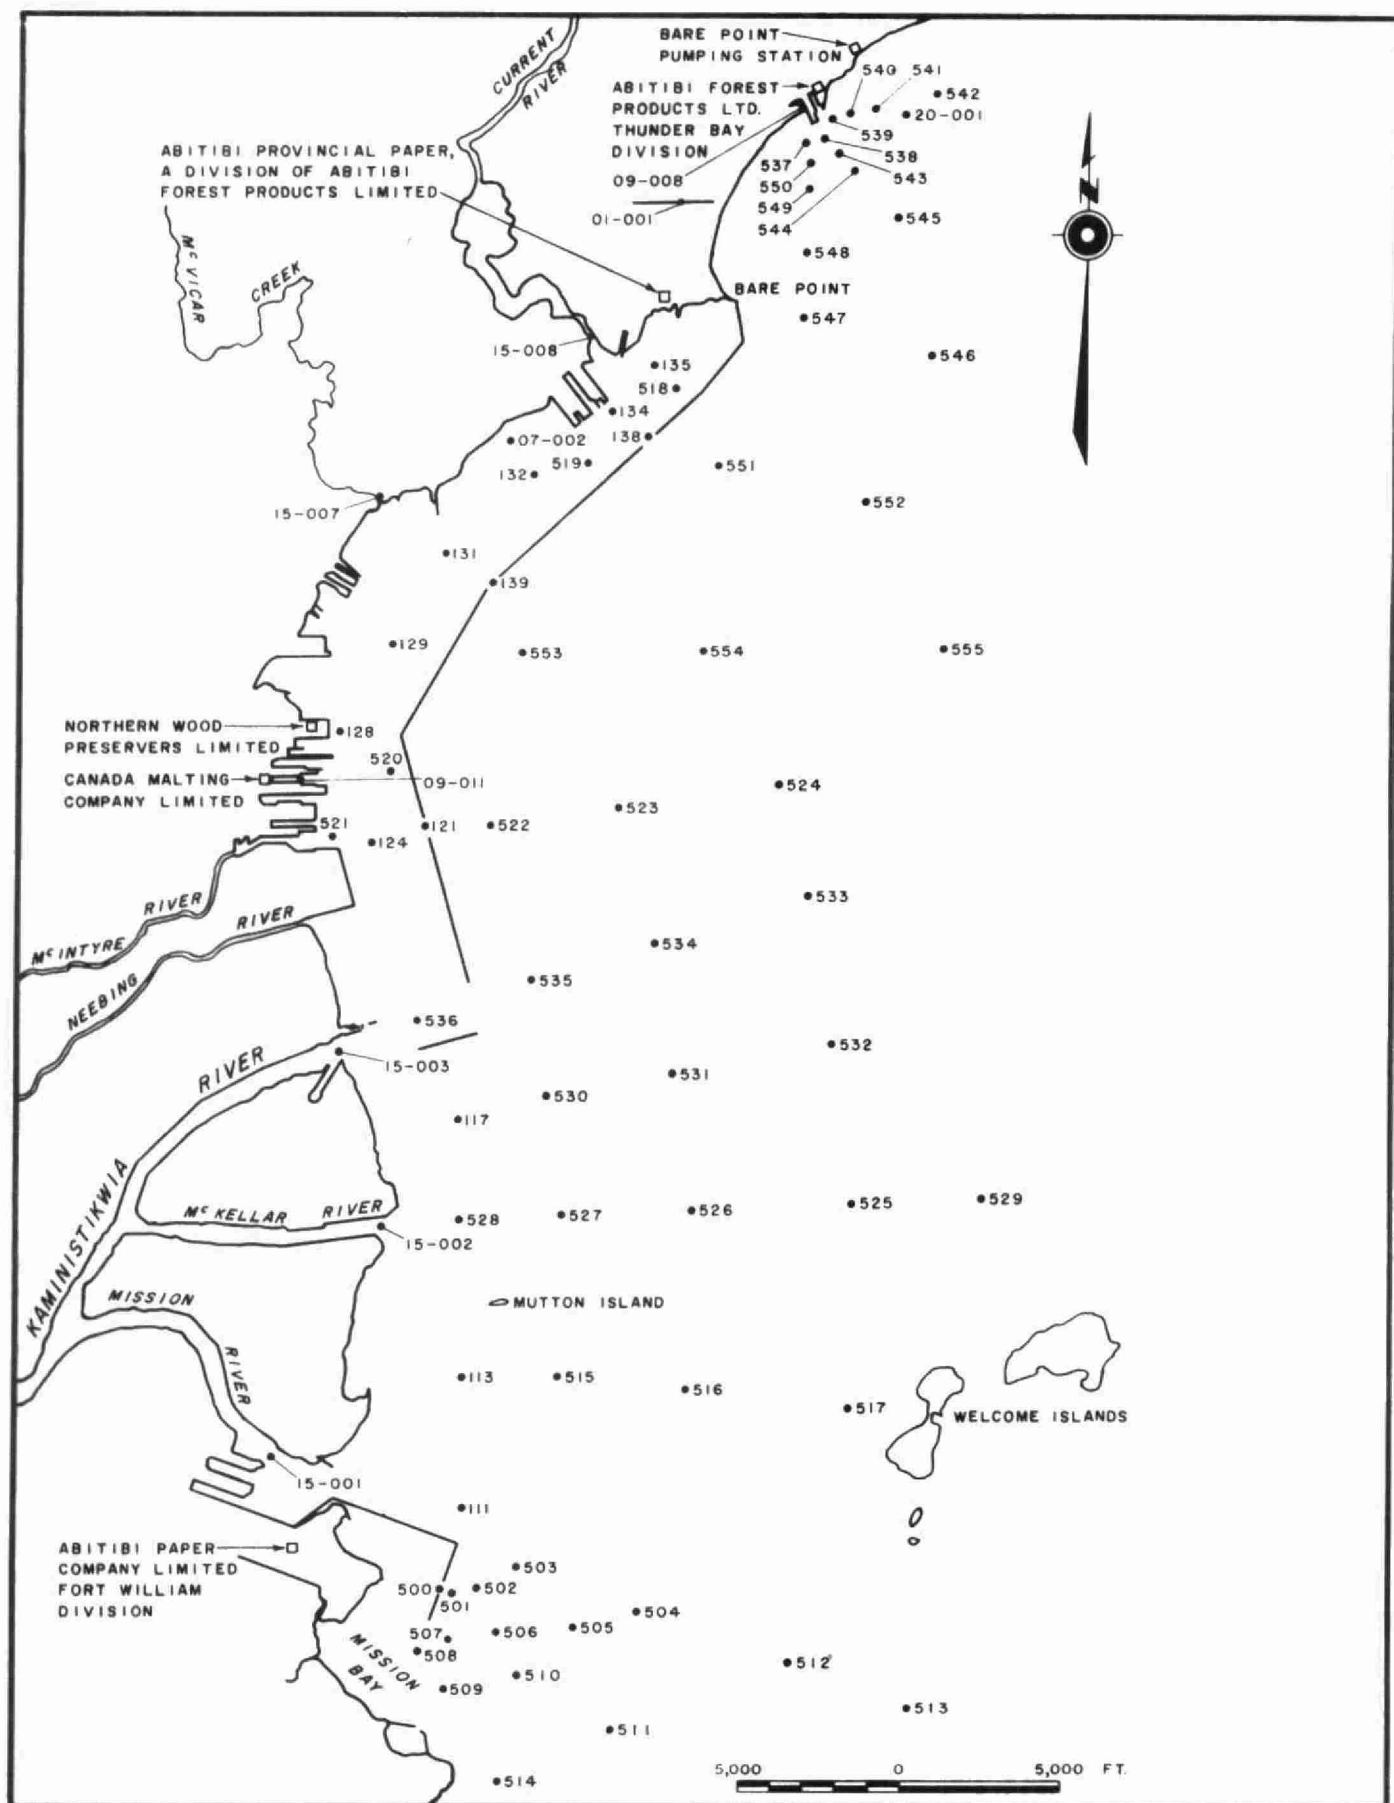 BARE POINT
PUMPING STATION
CURRENT
RIVER
540 541
542
ABITIBI FOREST
PRODUCTS LTD.
THUNDER BAY
DIVISION
20-001
539
538
537
543
550
09-008
549
01-001
544
545
548
ABITIBI PROVINCIAL PAPER,
A DIVISION OF ABITIBI
FOREST PRODUCTS LIMITED
N
McVICAR
CREEK
BARE POINT
547
546
15-008
135
518
134
138
07-002
519
132
551
552
15-007
131
139
129
553
554
555
NORTHERN WOOD
PRESERVERS LIMITED
128
520
CANADA MALTING
COMPANY LIMITED
09-011
524
523
521
121
522
124
533
RIVER
McINTYRE
RIVER
NEEBING
534
535
536
532
15-003
RIVER
531
530
117
KAMINISTIKWIA
McKELLAR RIVER
528
527
526
525
529
15-002
MISSION
RIVER
MUTTON ISLAND
113
515
516
517
WELCOME ISLANDS
15-001
111
ABITIBI PAPER
COMPANY LIMITED
FORT WILLIAM
DIVISION
503
500
502
501
504
505
506
507
508
MISSION
BAY
512
510
509
513
511
514
5,000 0 5,000 FT.